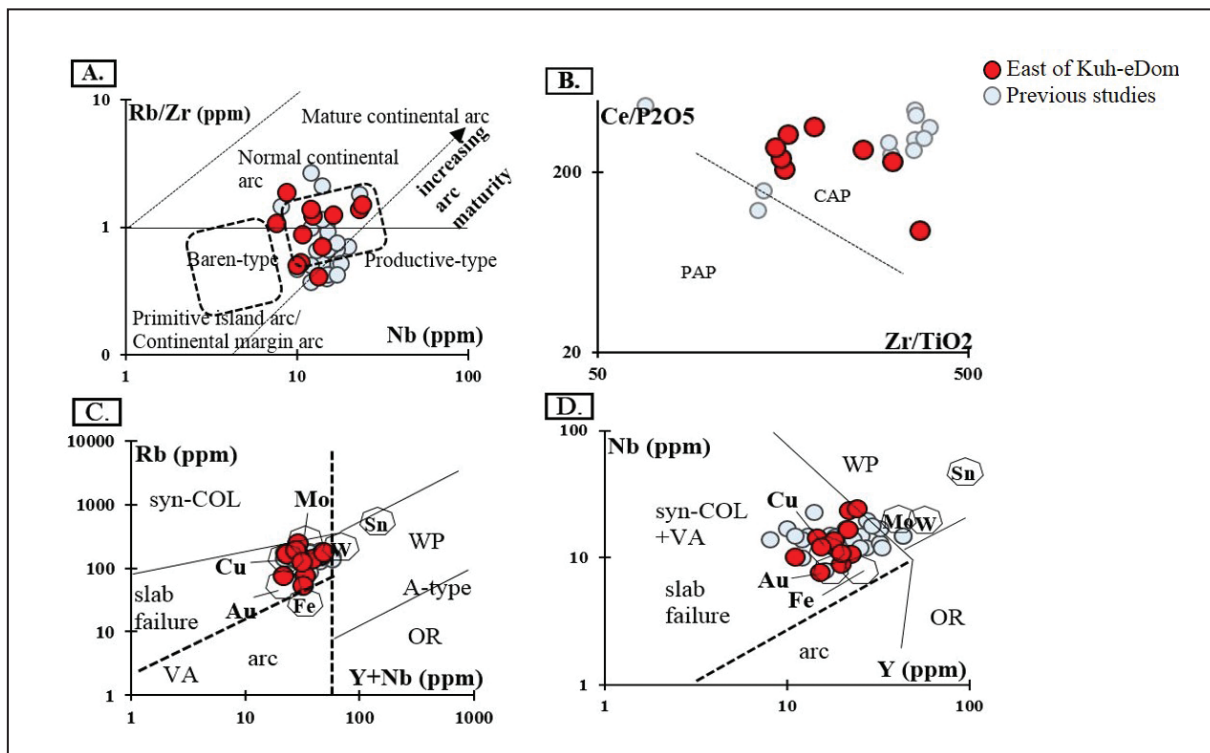 East of Kuh-eDom
Previous studies
A.
Rb/Zr (ppm)
10
1
0
Mature continental arc
Normal continental
arc
increasing
arc
maturity
Baren-type
Productive-type
Primitive island arc/
Continental margin arc
Nb (ppm)
1
10
100
B.
Ce/P2O5
200
20
CAP
PAP
Zr/TiO2
50
500
C.
10000
1000
100
10
1
Rb (ppm)
syn-COL
Mo
Sn
W
WP
Cu
A-type
slab
failure
Au
Fe
OR
arc
VA
Y+Nb (ppm)
1
10
100
1000
D.
100
10
1
Nb (ppm)
WP
Sn
Cu
syn-COL
+VA
Mo
W
Au
Fe
slab
failure
OR
arc
Y (ppm)
10
100